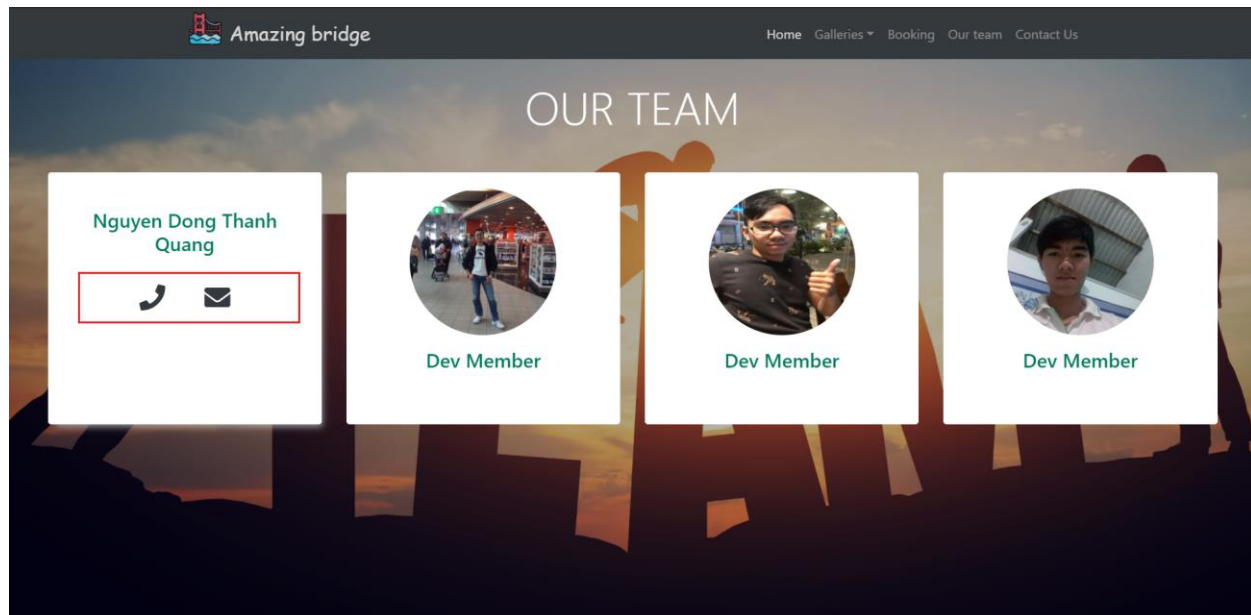 Amazing bridge
Home Galleries Booking Our team Contact Us
OUR TEAM
Nguyen Dong Thanh
Quang
Dev Member
Dev Member
Dev Member
TEAM